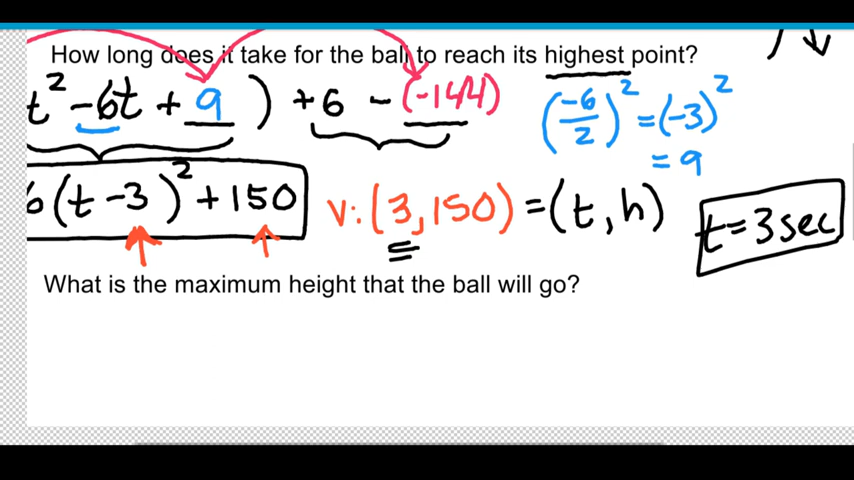 How long does it take for the ball to reach its highest point?
t² -6t + 9 ) + 6 - (-144)
(-6/2)² = (-3)²
= 9
6(t-3)² + 150
v: (3, 150) = (t, h)
t = 3 sec
What is the maximum height that the ball will go?